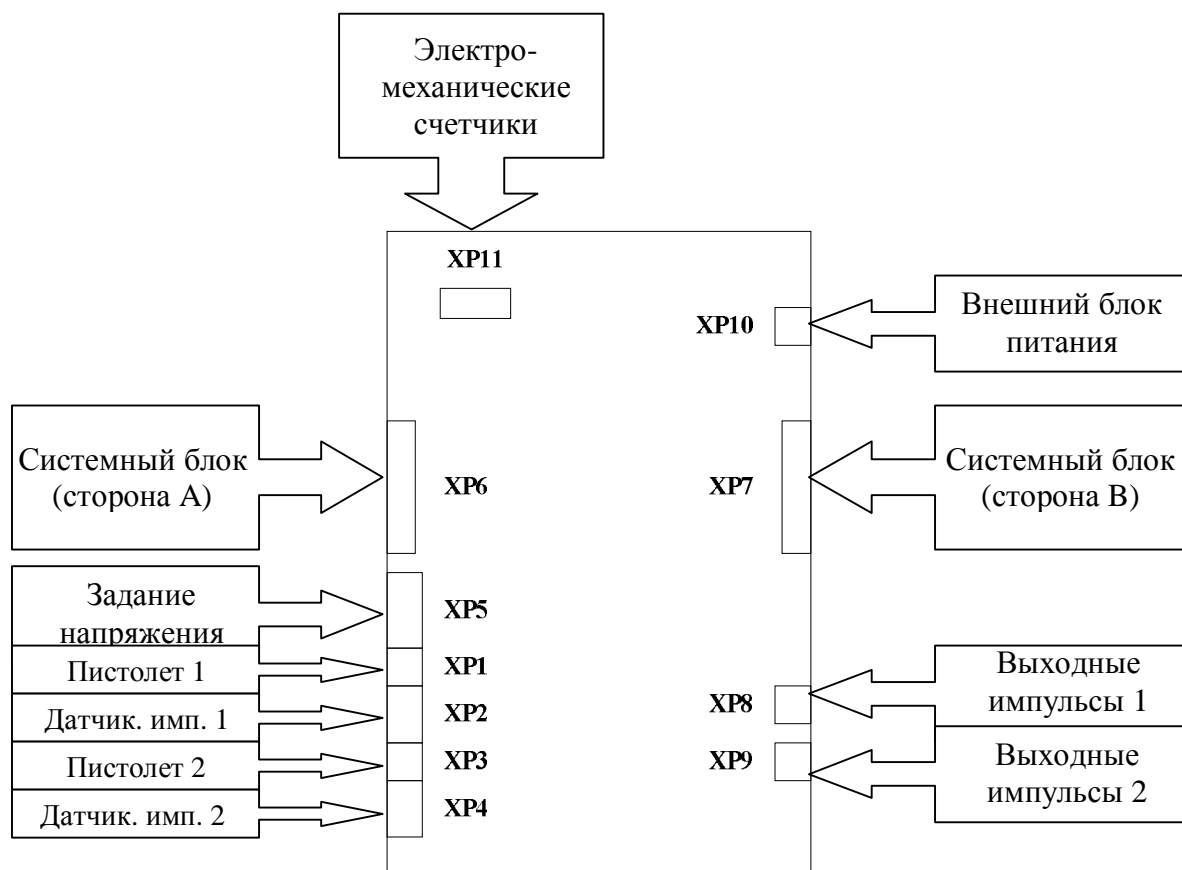 Электро-
механические
счетчики
XP11
XP10
Внешний блок
питания
Системный блок
(сторона А)
XP6
XP7
Системный блок
(сторона В)
Задание
напряжения
XP5
Пистолет 1
XP1
Датчик. имп. 1
XP2
Пистолет 2
XP3
Датчик. имп. 2
XP4
XP8
Выходные
импульсы 1
XP9
Выходные
импульсы 2